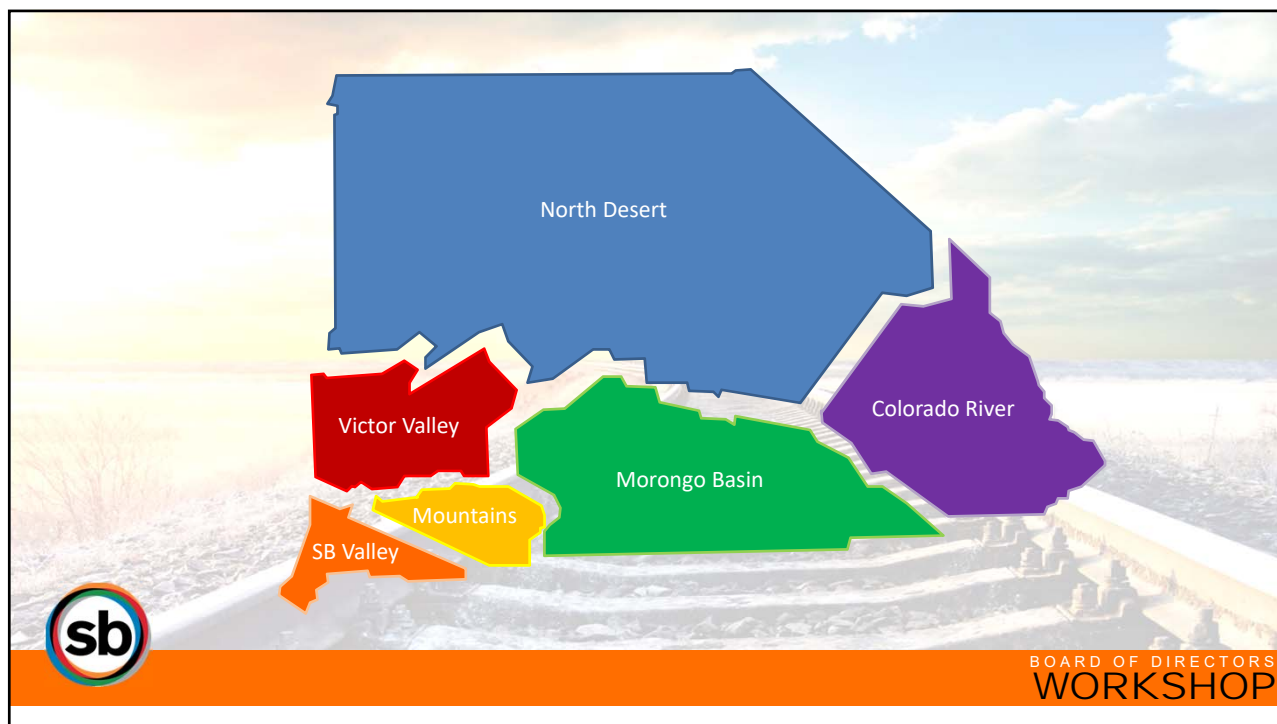 North Desert
Colorado River
Victor Valley
Morongo Basin
Mountains
SB Valley
sb
BOARD OF DIRECTORS
WORKSHOP